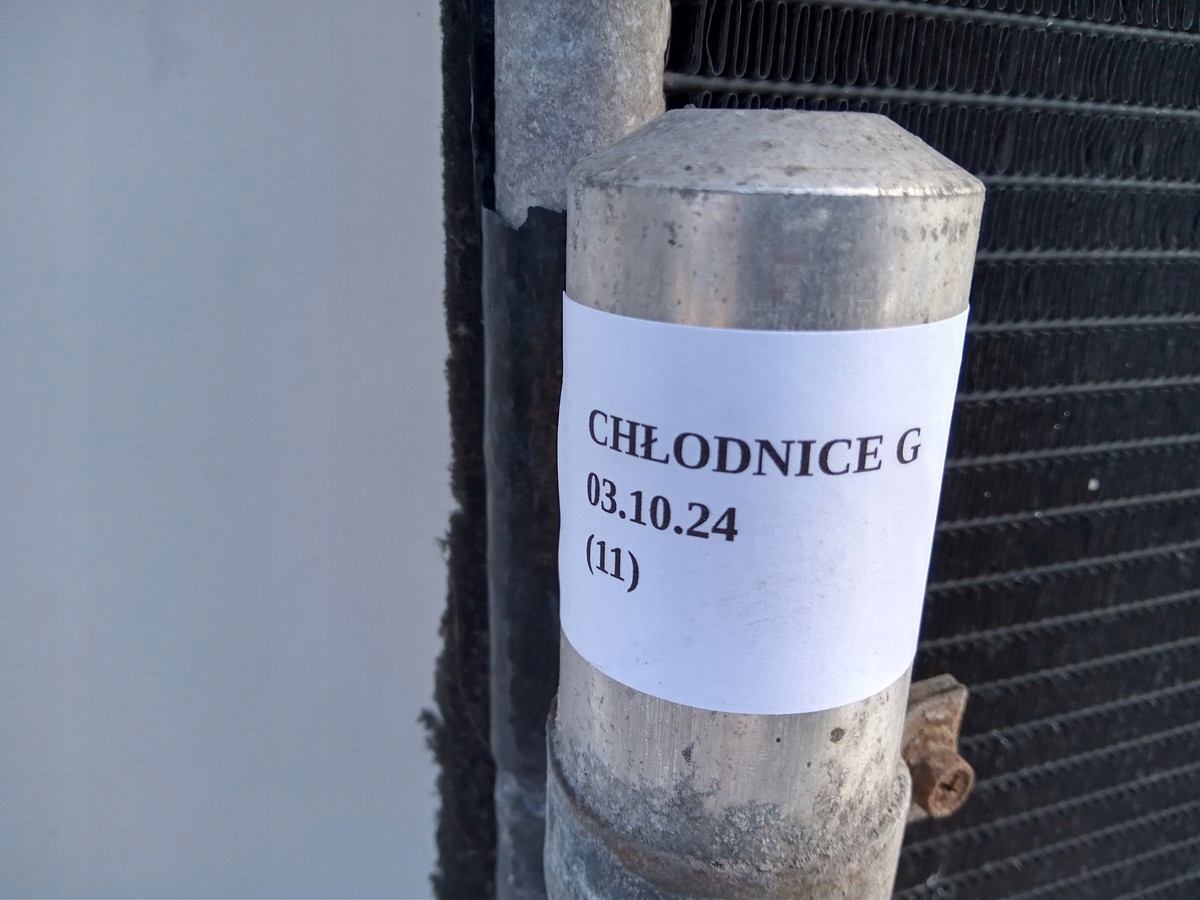 CHŁODNICE G
03.10.24
(11)